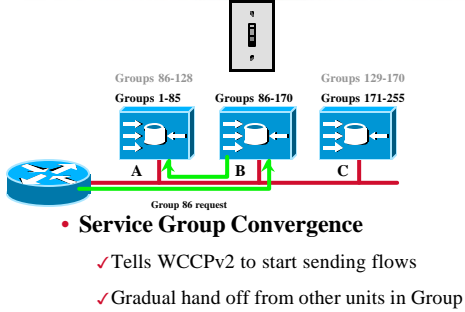 Groups 86-128 Groups 129-170
Groups 1-85 Groups 86-170 Groups 171-255
A B C
Group 86 request
• Service Group Convergence
✓Tells WCCPv2 to start sending flows
✓Gradual hand off from other units in Group